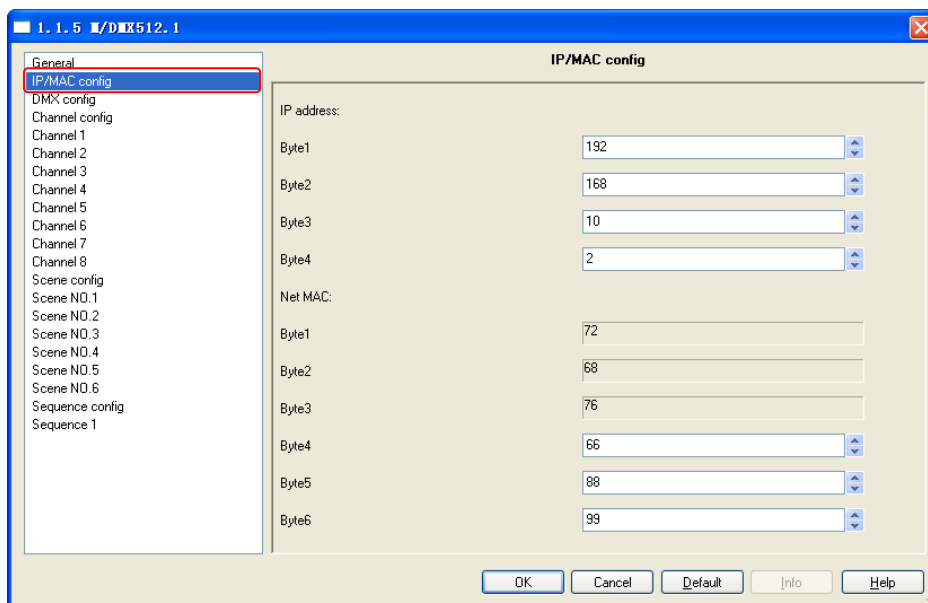 1.1.5 M/DMX512.1
General
IP/MAC config
DMX config
Channel config
Channel 1
Channel 2
Channel 3
Channel 4
Channel 5
Channel 6
Channel 7
Channel 8
Scene config
Scene NO.1
Scene NO.2
Scene NO.3
Scene NO.4
Scene NO.5
Scene NO.6
Sequence config
Sequence 1
IP/MAC config
IP address:
Byte1 192
Byte2 168
Byte3 10
Byte4 2
Net MAC:
Byte1 72
Byte2 68
Byte3 76
Byte4 66
Byte5 88
Byte6 99
OK Cancel Default Info Help